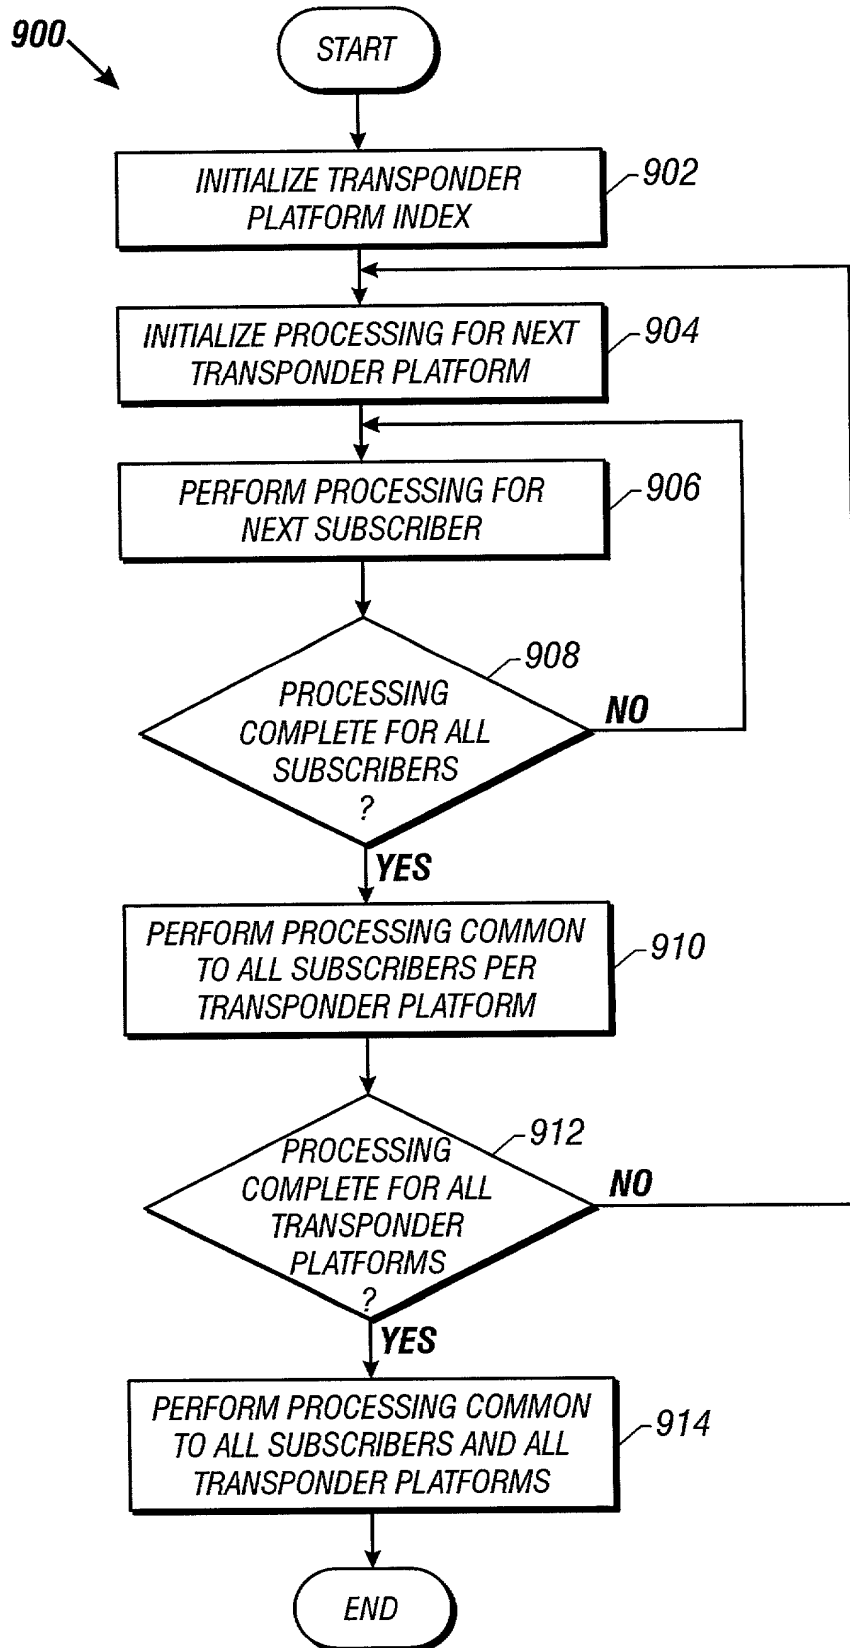 900
START
INITIALIZE TRANSPONDER
PLATFORM INDEX
902
INITIALIZE PROCESSING FOR NEXT
TRANSPONDER PLATFORM
904
PERFORM PROCESSING FOR
NEXT SUBSCRIBER
906
908
PROCESSING
COMPLETE FOR ALL
SUBSCRIBERS
?
NO
YES
PERFORM PROCESSING COMMON
TO ALL SUBSCRIBERS PER
TRANSPONDER PLATFORM
910
912
PROCESSING
COMPLETE FOR ALL
TRANSPONDER
PLATFORMS
?
NO
YES
PERFORM PROCESSING COMMON
TO ALL SUBSCRIBERS AND ALL
TRANSPONDER PLATFORMS
914
END